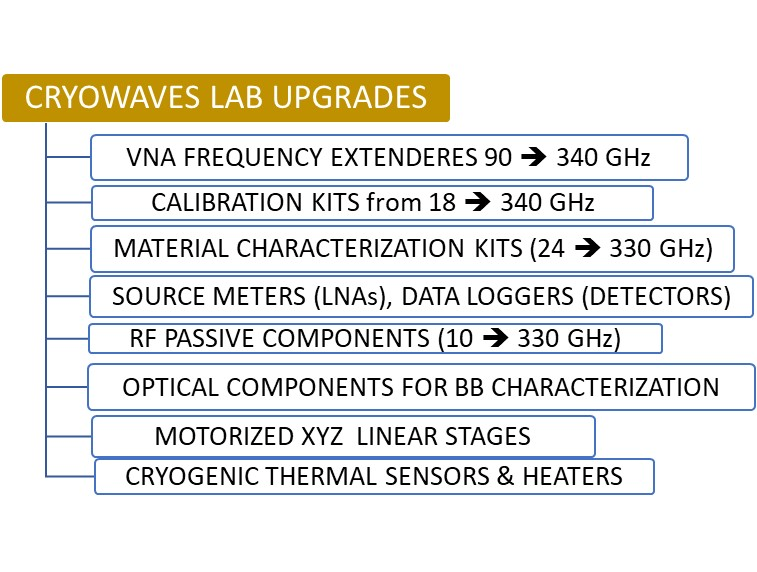 CRYOWAVES LAB UPGRADES
VNA FREQUENCY EXTENDERES 90 → 340 GHz
CALIBRATION KITS from 18 → 340 GHz
MATERIAL CHARACTERIZATION KITS (24 → 330 GHz)
SOURCE METERS (LNAs), DATA LOGGERS (DETECTORS)
RF PASSIVE COMPONENTS (10 → 330 GHz)
OPTICAL COMPONENTS FOR BB CHARACTERIZATION
MOTORIZED XYZ LINEAR STAGES
CRYOGENIC THERMAL SENSORS & HEATERS